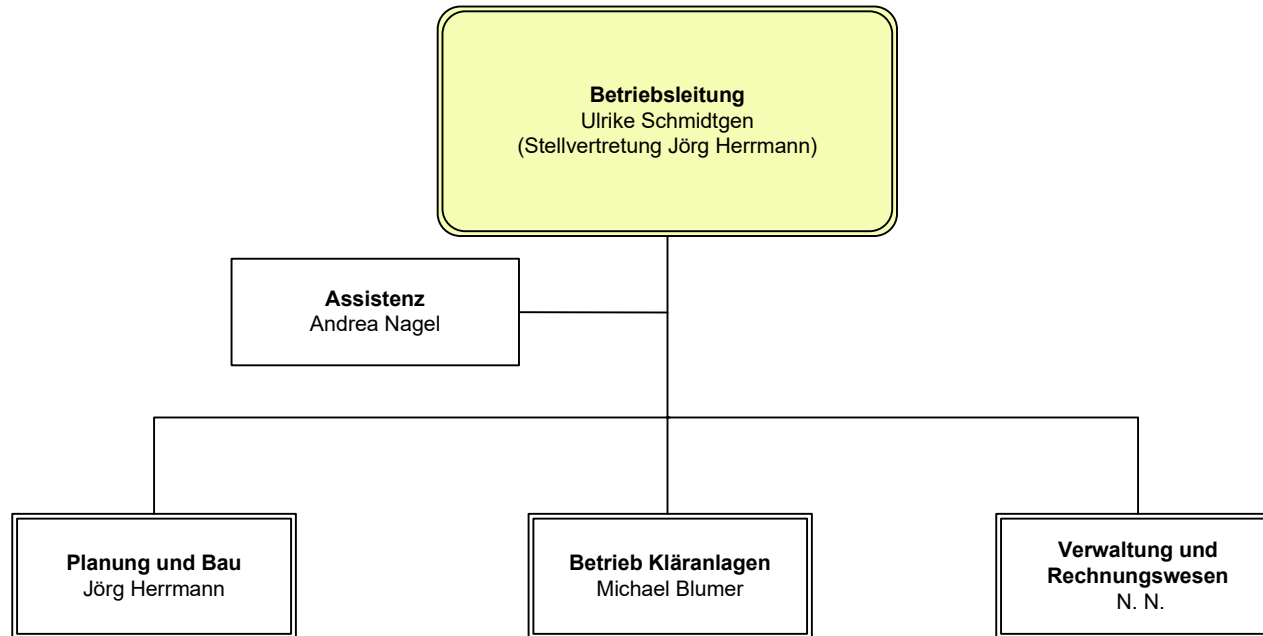 Betriebsleitung
Ulrike Schmidtgen
(Stellvertretung Jörg Herrmann)
Assistenz
Andrea Nagel
Planung und Bau
Jörg Herrmann
Betrieb Kläranlagen
Michael Blumer
Verwaltung und
Rechnungswesen
N. N.